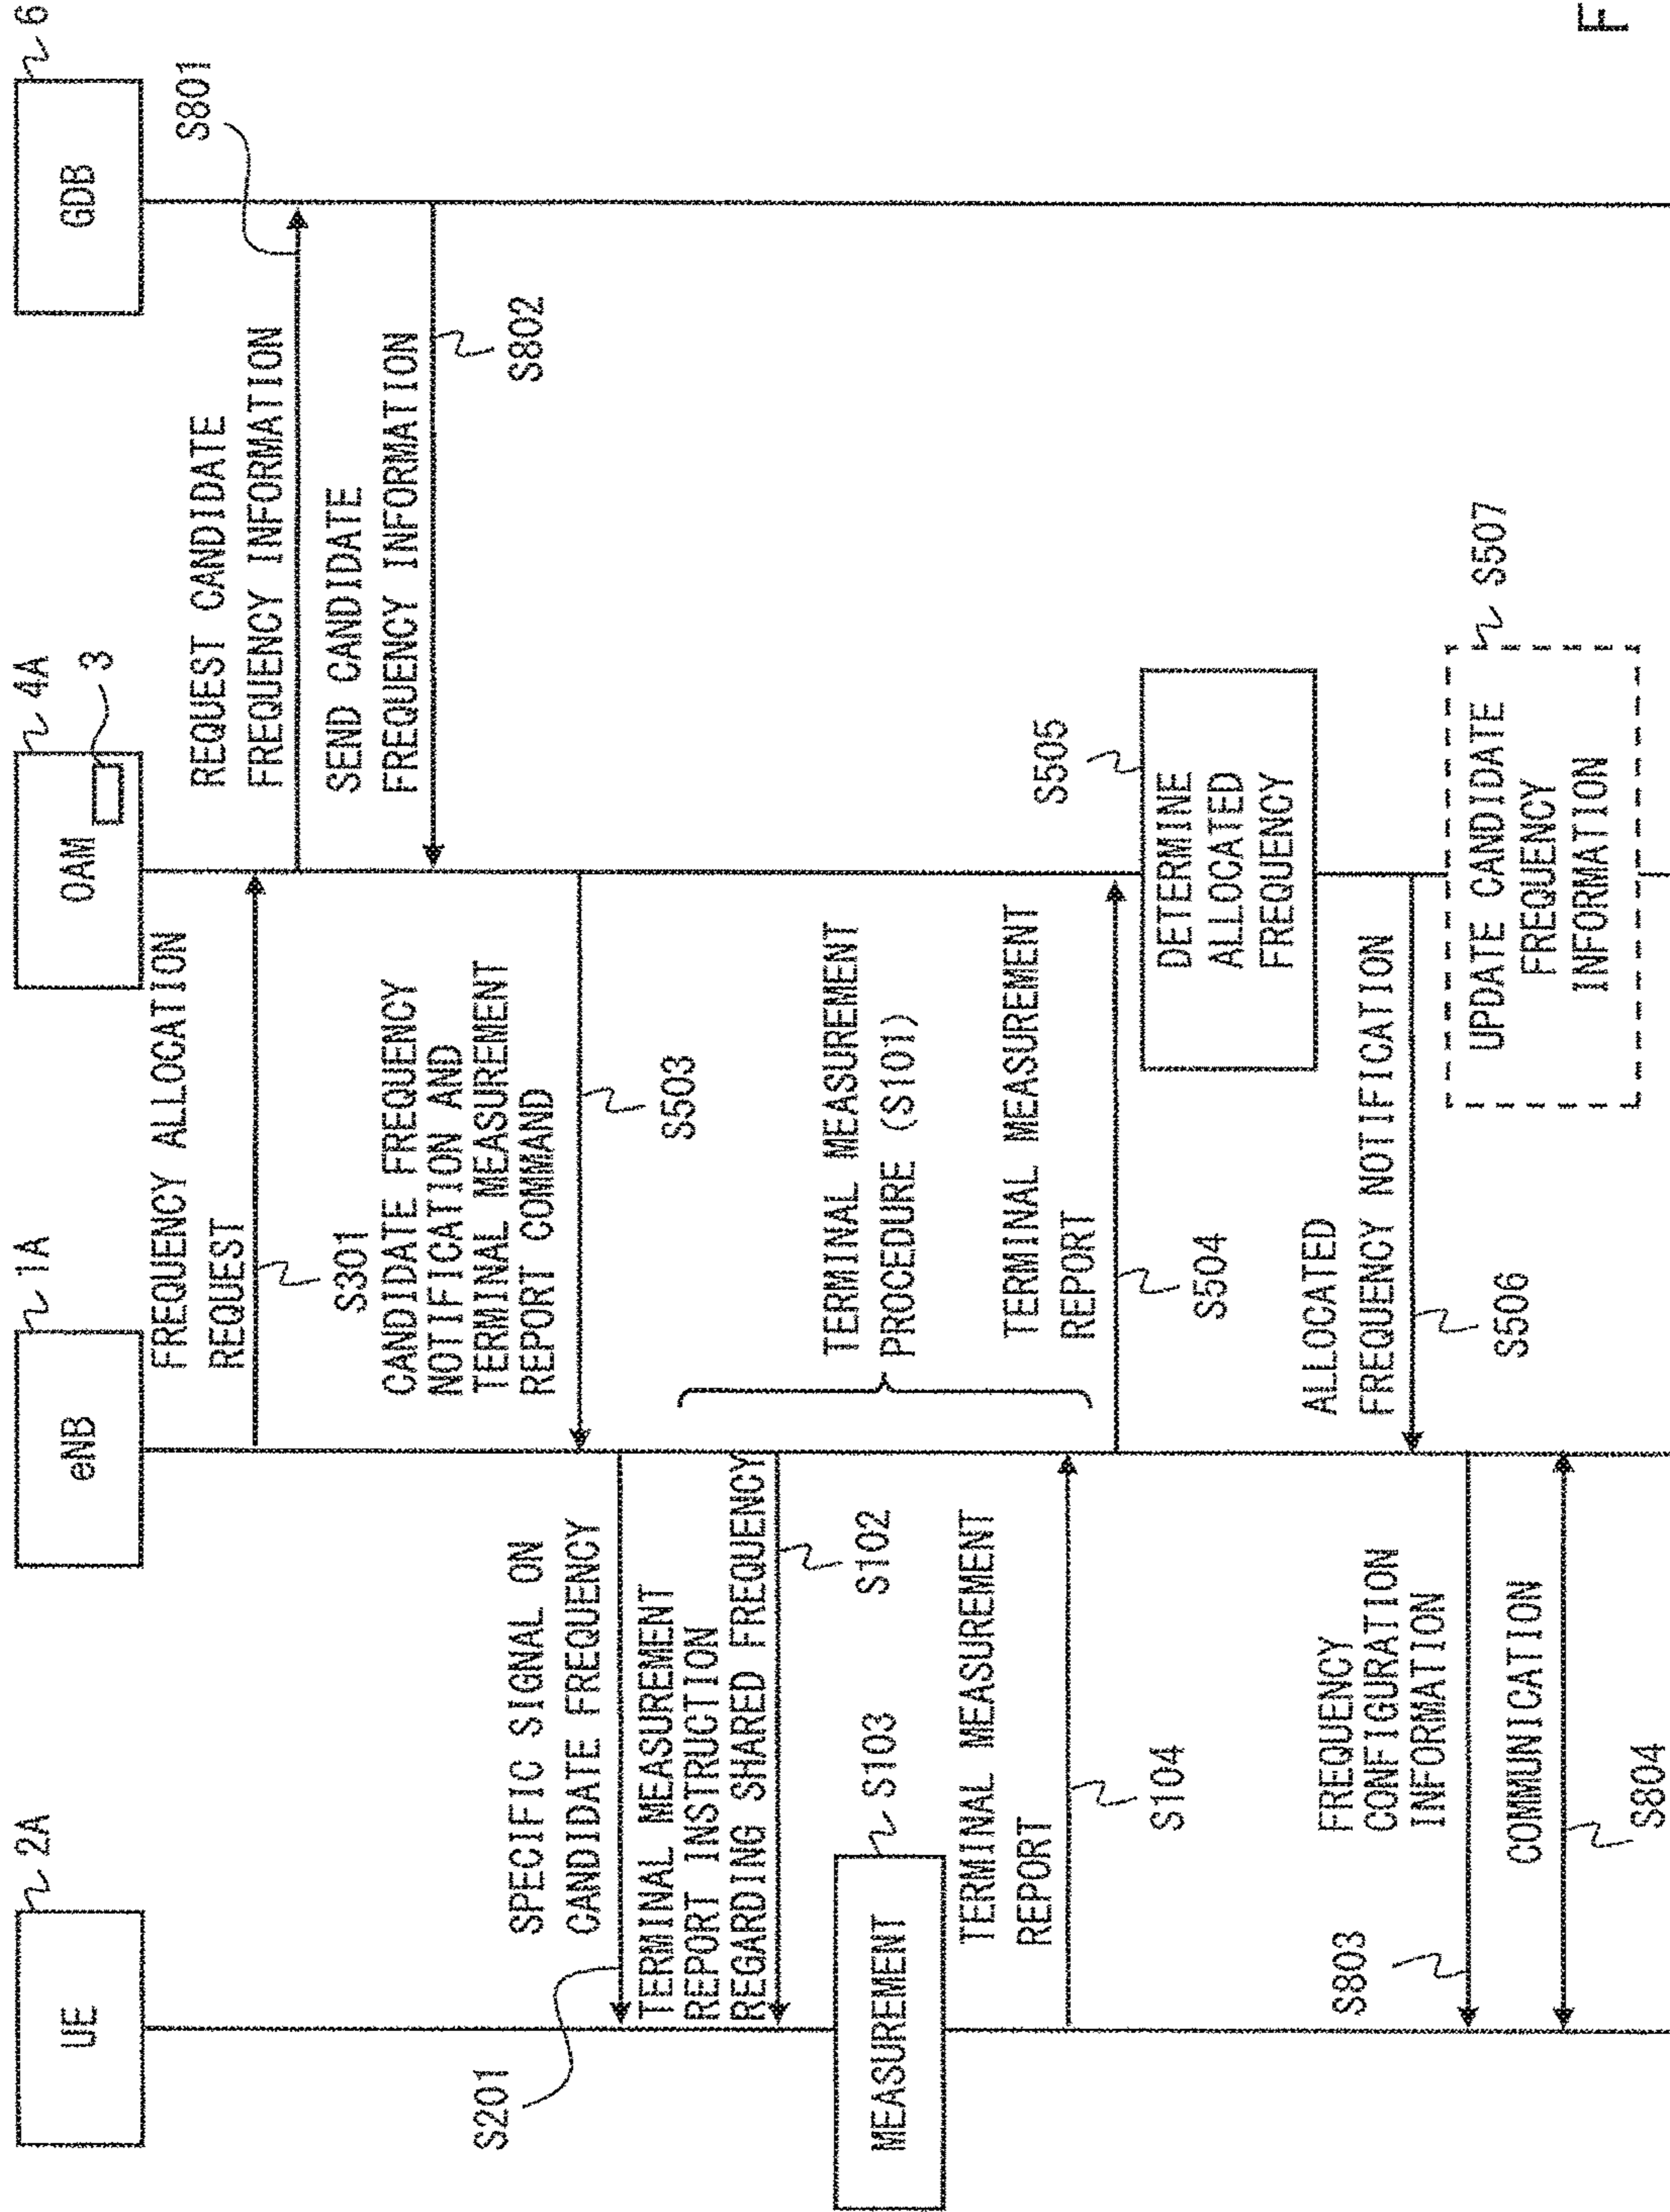 UE
2A
eNB
1A
OAM
4A
3
GDB
6
FREQUENCY ALLOCATION
REQUEST
S301
REQUEST CANDIDATE
FREQUENCY INFORMATION
S801
SEND CANDIDATE
FREQUENCY INFORMATION
S802
CANDIDATE FREQUENCY
NOTIFICATION AND
TERMINAL MEASUREMENT
REPORT COMMAND
S503
SPECIFIC SIGNAL ON
CANDIDATE FREQUENCY
S201
TERMINAL MEASUREMENT
REPORT INSTRUCTION
REGARDING SHARED FREQUENCY
S102
TERMINAL MEASUREMENT
PROCEDURE (S101)
MEASUREMENT
S103
TERMINAL MEASUREMENT
REPORT
S104
TERMINAL MEASUREMENT
REPORT
S504
DETERMINE
ALLOCATED
FREQUENCY
S505
ALLOCATED
FREQUENCY NOTIFICATION
S506
UPDATE CANDIDATE
FREQUENCY
INFORMATION
S507
FREQUENCY
CONFIGURATION
INFORMATION
S803
COMMUNICATION
S804
F